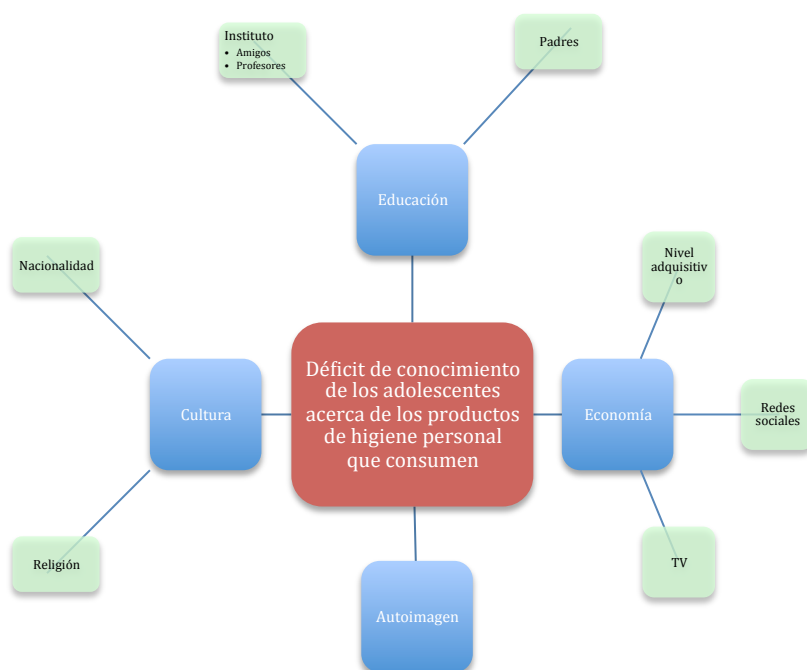 Instituto
• Amigos
• Profesores
Padres
Educación
Nacionalidad
Nivel
adquisitiv
o
Déficit de conocimiento
de los adolescentes
acerca de los productos
de higiene personal
que consumen
Cultura
Economía
Redes
sociales
Religión
TV
Autoimagen